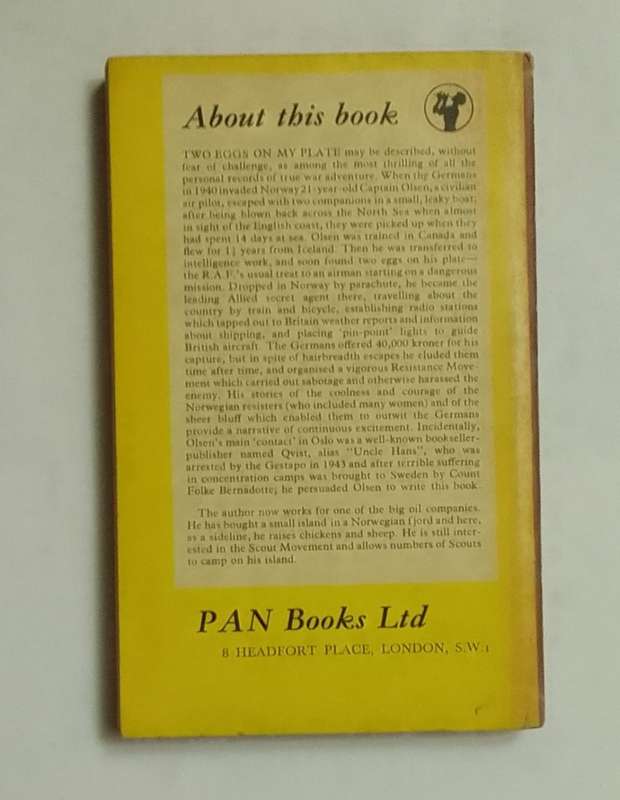 About this book
TWO EGGS ON MY PLATE may be described, without
fear of challenge, as among the most thrilling of all the
personal records of true war adventure. When the Germans
in 1940 invaded Norway 21-year-old Captain Olsen, a civilian
air pilot, escaped with two companions in a small, leaky boat;
after being blown back across the North Sea when almost
in sight of the English coast, they were picked up when they
had spent 14 days at sea. Olsen was trained in Canada and
flew for 1½ years from Iceland. Then he was transferred to
intelligence work, and soon found two eggs on his plate—
the R.A.F.'s usual treat to an airman starting on a dangerous
mission. Dropped in Norway by parachute, he became the
leading Allied secret agent there, travelling about the
country by train and bicycle, establishing radio stations
which tapped out to Britain weather reports and information
about shipping, and placing 'pin-point' lights to guide
British aircraft. The Germans offered 40,000 kroner for his
capture, but in spite of hairbreadth escapes he eluded them
time after time, and organised a vigorous Resistance Move-
ment which carried out sabotage and otherwise harassed the
enemy. His stories of the coolness and courage of the
Norwegian resisters (who included many women) and of the
sheer bluff which enabled them to outwit the Germans
provide a narrative of continuous excitement. Incidentally,
Olsen's main 'contact' in Oslo was a well-known bookseller-
publisher named Qvist, alias "Uncle Hans", who was
arrested by the Gestapo in 1943 and after terrible suffering
in concentration camps was brought to Sweden by Count
Folke Bernadotte; he persuaded Olsen to write this book.
The author now works for one of the big oil companies.
He has bought a small island in a Norwegian fjord and here,
as a sideline, he raises chickens and sheep. He is still inter-
ested in the Scout Movement and allows numbers of Scouts
to camp on his island.
PAN Books Ltd
8 HEADFORT PLACE, LONDON, S.W.1